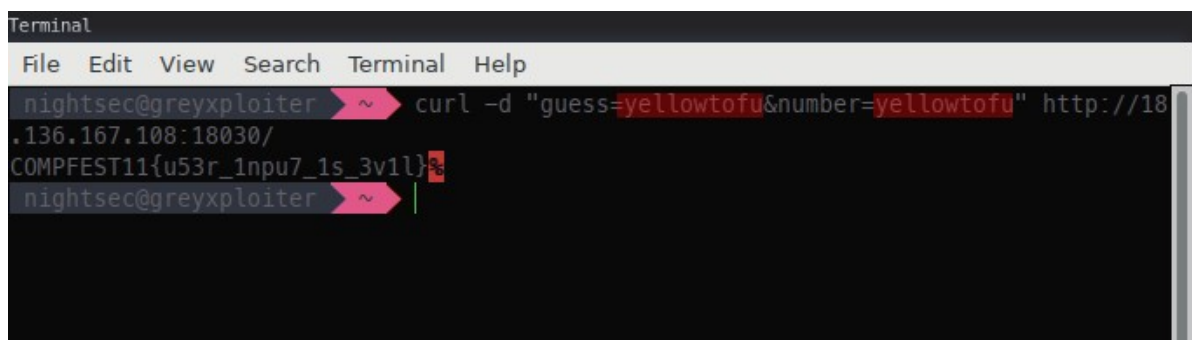 Terminal
File Edit View Search Terminal Help
nightsec@greyxploiter ~ curl -d "guess=yellowtofu&number=yellowtofu" http://18
.136.167.108:18030/
COMPFEST11{u53r_1npu7_1s_3v1l}%
nightsec@greyxploiter ~